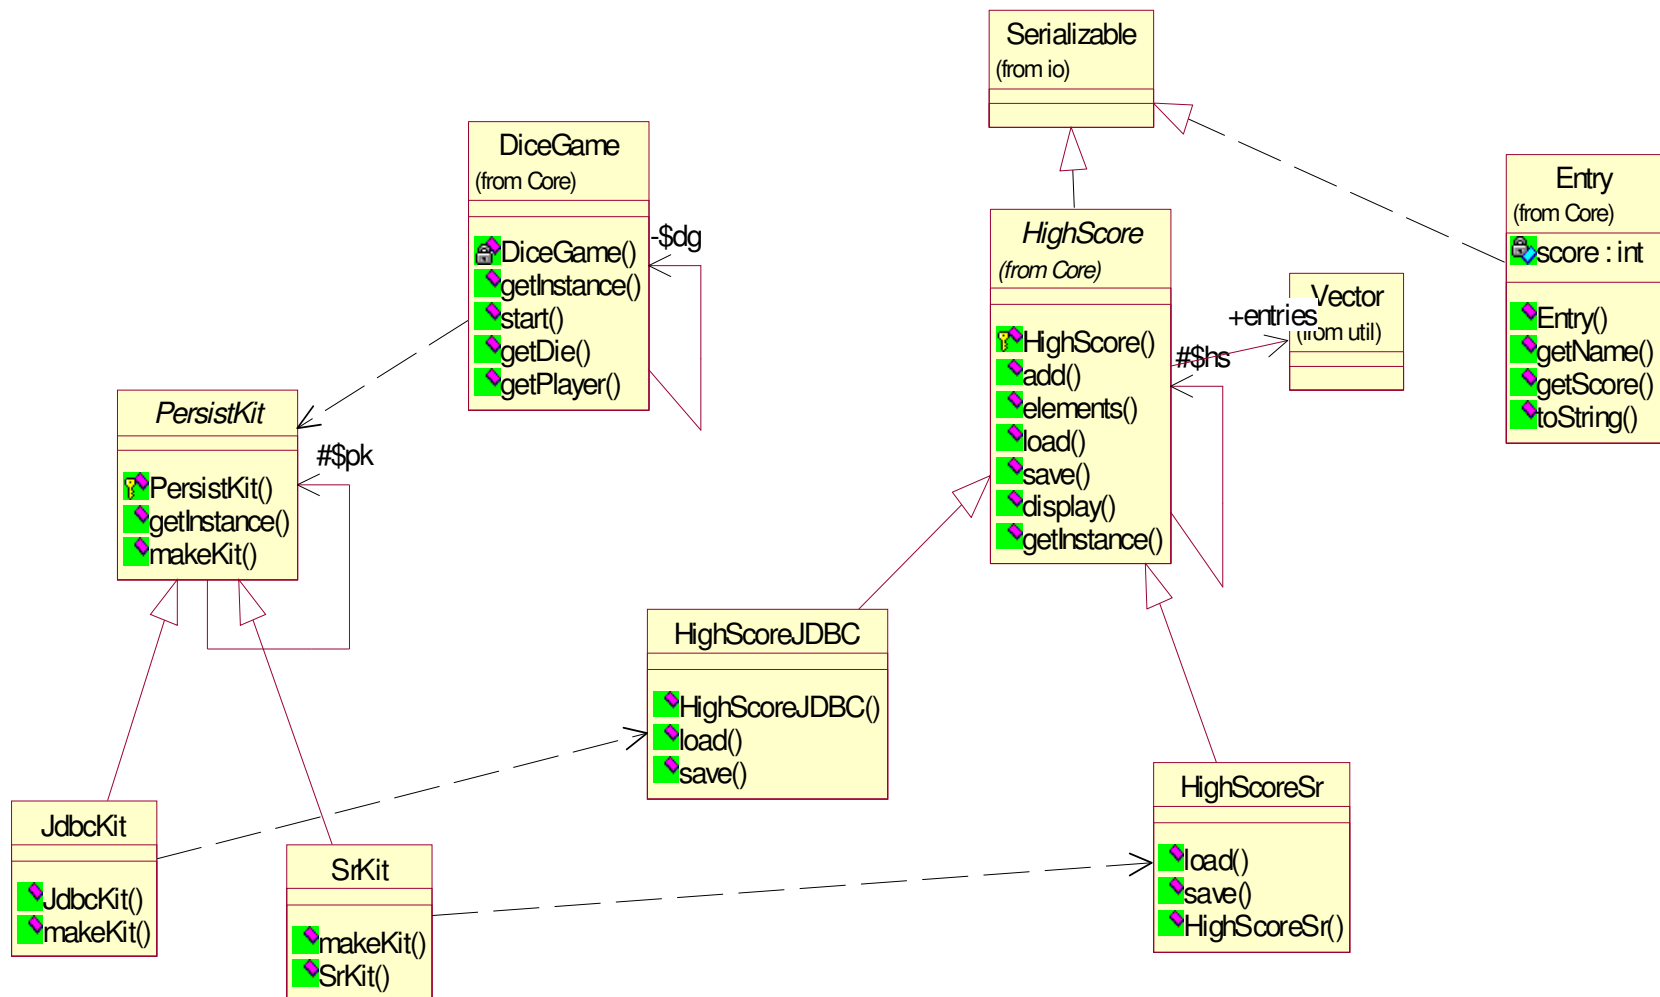 Serializable
(from io)
DiceGame
(from Core)
-$dg
DiceGame()
getInstance()
start()
getDie()
getPlayer()
Entry
(from Core)
score : int
Entry()
getName()
getScore()
toString()
HighScore
(from Core)
HighScore()
add()
elements()
load()
save()
display()
getInstance()
#$hs
+entries
Vector
(from util)
PersistKit
#$pk
PersistKit()
getInstance()
makeKit()
HighScoreJDBC
HighScoreJDBC()
load()
save()
HighScoreSr
load()
save()
HighScoreSr()
JdbcKit
JdbcKit()
makeKit()
SrKit
makeKit()
SrKit()